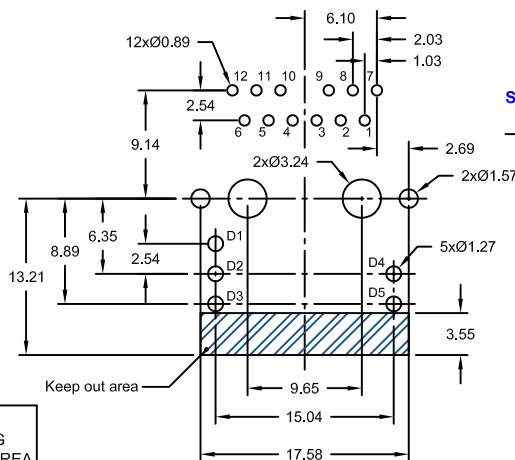 6.10
2.03
1.03
12xØ0.89
12 11 10 9 8 7
S
2.54
6 5 4 3 2 1
9.14
2xØ3.24
2.69
2xØ1.57
D1
6.35
8.89
2.54
D2
D4
5xØ1.27
13.21
D3
D5
3.55
Keep out area
9.65
15.04
G
REA
17.58